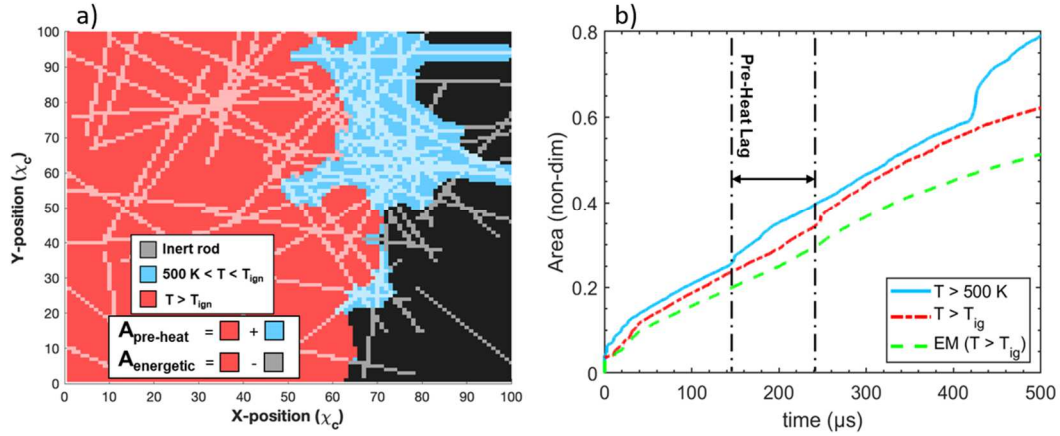 a)
100
90
80
70
60
50
40
30
20
10
0
Y-position (χc)
Inert rod
500 K < T < Tign
T > Tign
Apre-heat = +
Aenergetic = -
0 10 20 30 40 50 60 70 80 90 100
X-position (χc)
b)
0.8
0.6
0.4
0.2
0
Area (non-dim)
Pre-Heat Lag
T > 500 K
T > Tig
EM (T > Tig)
0 100 200 300 400 500
time (μs)